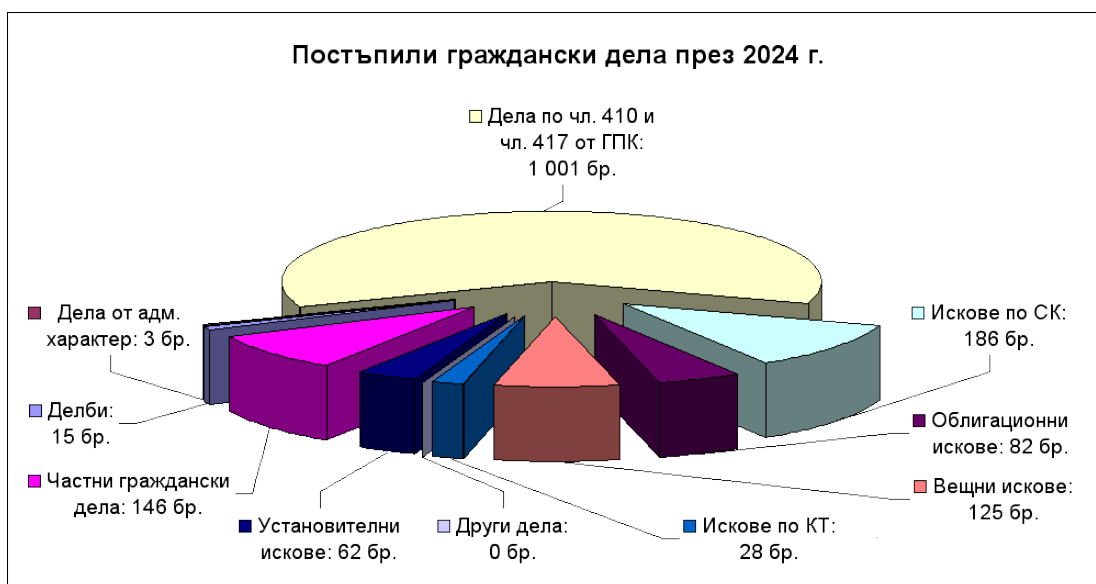 Постъпили граждански дела през 2024 г.
Дела по чл. 410 и
чл. 417 от ГПК:
1 001 бр.
Дела от адм.
характер: 3 бр.
Искове по СК:
186 бр.
Делби:
15 бр.
Облигационни
искове: 82 бр.
Частни граждански
дела: 146 бр.
Вещни искове:
125 бр.
Установителни
искове: 62 бр.
Други дела:
0 бр.
Искове по КТ:
28 бр.